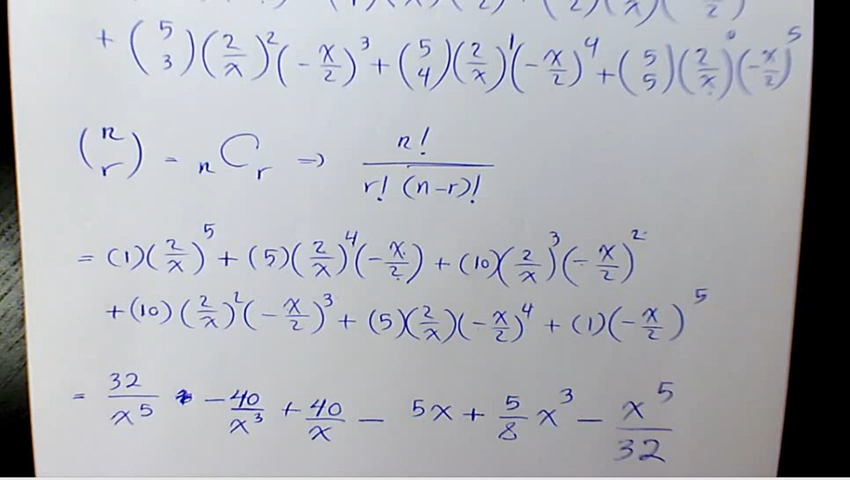 + (5 3)(2/x)^2(-x/2)^3 + (5 4)(2/x)^1(-x/2)^4 + (5 5)(2/x)^0(-x/2)^5
(n r) = nCr => n! / r! (n-r)!
= (1)(2/x)^5 + (5)(2/x)^4(-x/2) + (10)(2/x)^3(-x/2)^2
+ (10)(2/x)^2(-x/2)^3 + (5)(2/x)(-x/2)^4 + (1)(-x/2)^5
= 32/x^5 - 40/x^3 + 40/x - 5x + 5/8 x^3 - x^5/32